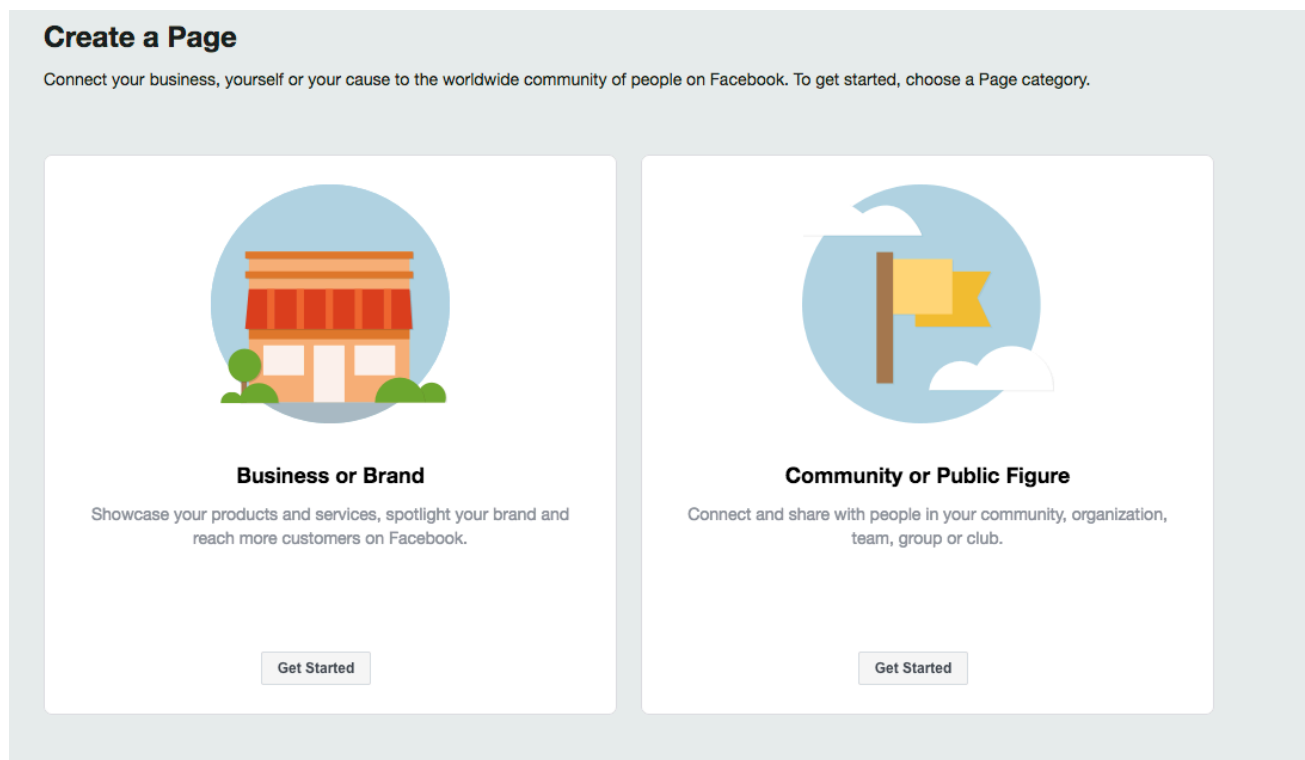 Create a Page
Connect your business, yourself or your cause to the worldwide community of people on Facebook. To get started, choose a Page category.
Business or Brand
Showcase your products and services, spotlight your brand and
reach more customers on Facebook.
Get Started
Community or Public Figure
Connect and share with people in your community, organization,
team, group or club.
Get Started